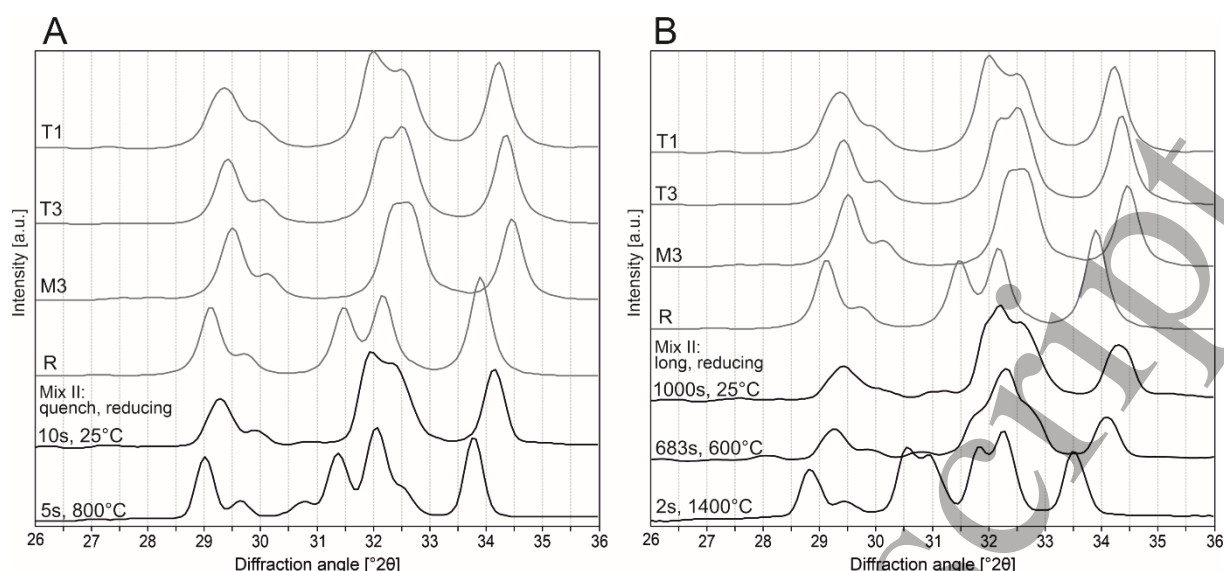 A
T1
T3
M3
R
Mix II:
quench, reducing
10s, 25°C
5s, 800°C
Intensity [a.u.]
26 27 28 29 30 31 32 33 34 35 36
Diffraction angle [°2θ]
B
T1
T3
M3
R
Mix II:
long, reducing
1000s, 25°C
683s, 600°C
2s, 1400°C
Intensity [a.u.]
26 27 28 29 30 31 32 33 34 35 36
Diffraction angle [°2θ]
cript